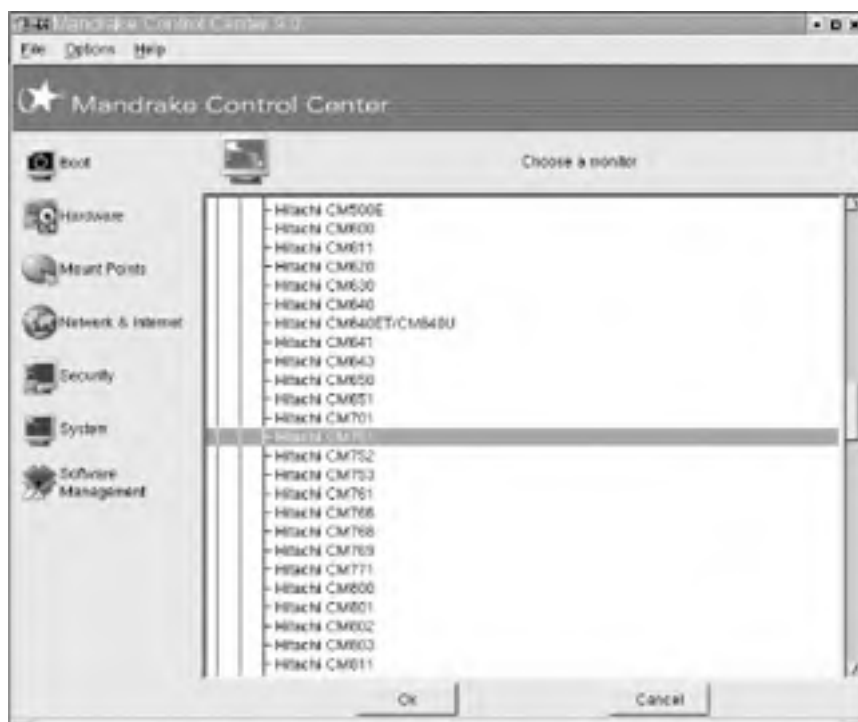 Mandrake Control Center 9.0
File Options Help
Mandrake Control Center
Choose a monitor
Boot
Hardware
Mount Points
Network & Internet
Security
System
Software
Management
Hitachi CM500E
Hitachi CM600
Hitachi CM611
Hitachi CM620
Hitachi CM630
Hitachi CM640
Hitachi CM640ET/CM640U
Hitachi CM641
Hitachi CM643
Hitachi CM650
Hitachi CM651
Hitachi CM701
Hitachi CM751
Hitachi CM752
Hitachi CM753
Hitachi CM761
Hitachi CM766
Hitachi CM768
Hitachi CM769
Hitachi CM771
Hitachi CM800
Hitachi CM801
Hitachi CM802
Hitachi CM803
Hitachi CM811
Ok
Cancel